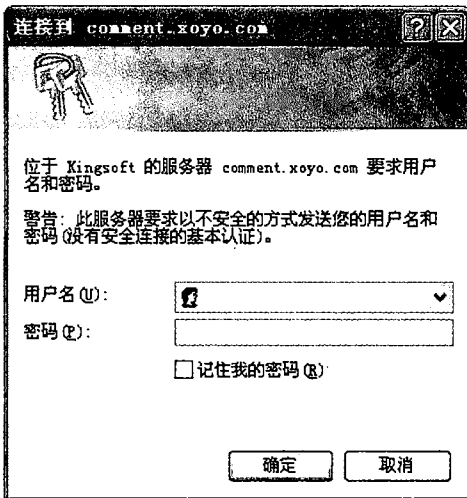 连接到 comment.xoyo.com
位于 Kingsoft 的服务器 comment.xoyo.com 要求用户
名和密码。
警告: 此服务器要求以不安全的方式发送您的用户名和
密码(没有安全连接的基本认证)。
用户名(U):
密码(P):
记住我的密码(R)
确定 取消